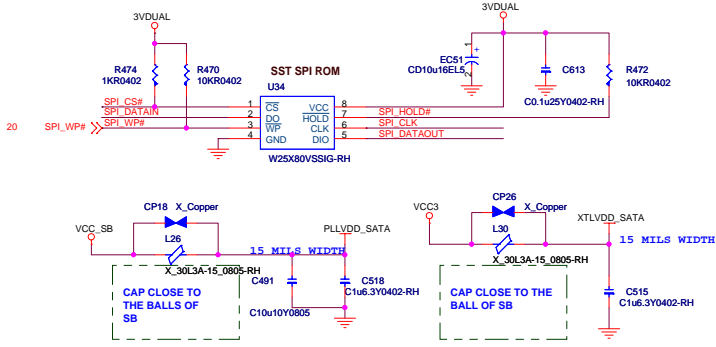 3VDUAL
3VDUAL
R474
1KR0402
R470
10KR0402
SST SPI ROM
U34
EC51
+
1
2
CD10u16EL5
C613
C0.1u25Y0402-RH
R472
10KR0402
SPI_CS#
SPI_DATAIN
SPI_WP#
20 SPI_WP#
1 CS VCC 8
2 DO HOLD 7
3 WP CLK 6
4 GND DIO 5
SPI_HOLD#
SPI_CLK
SPI_DATAOUT
W25X80VSSIG-RH
CP18 X_Copper
VCC_SB
L26
X_30L3A-15_0805-RH
PLLVDD_SATA
15 MILS WIDTH
CAP CLOSE TO
THE BALLS OF
SB
C491
C10u10Y0805
C518
C1u6.3Y0402-RH
CP26
X_Copper
VCC3
L30
X_30L3A-15_0805-RH
XTLVDD_SATA
15 MILS WIDTH
CAP CLOSE TO THE
BALL OF SB
C515
C1u6.3Y0402-RH